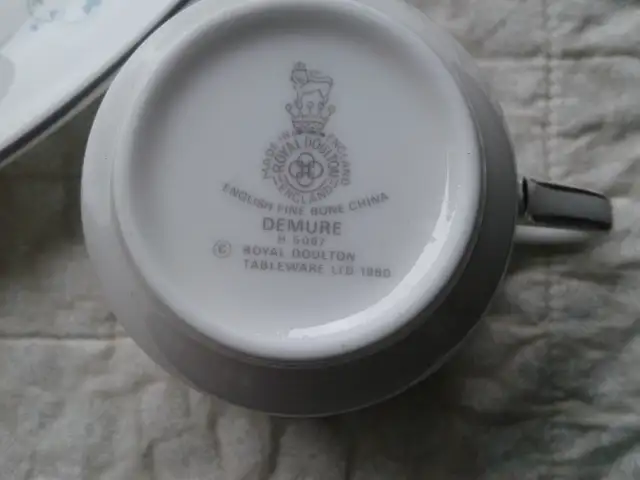 MADE IN ENGLAND
ROYAL DOULTON
ENGLAND
ENGLISH FINE BONE CHINA
DEMURE
H 5087
© ROYAL DOULTON
TABLEWARE LTD 1980